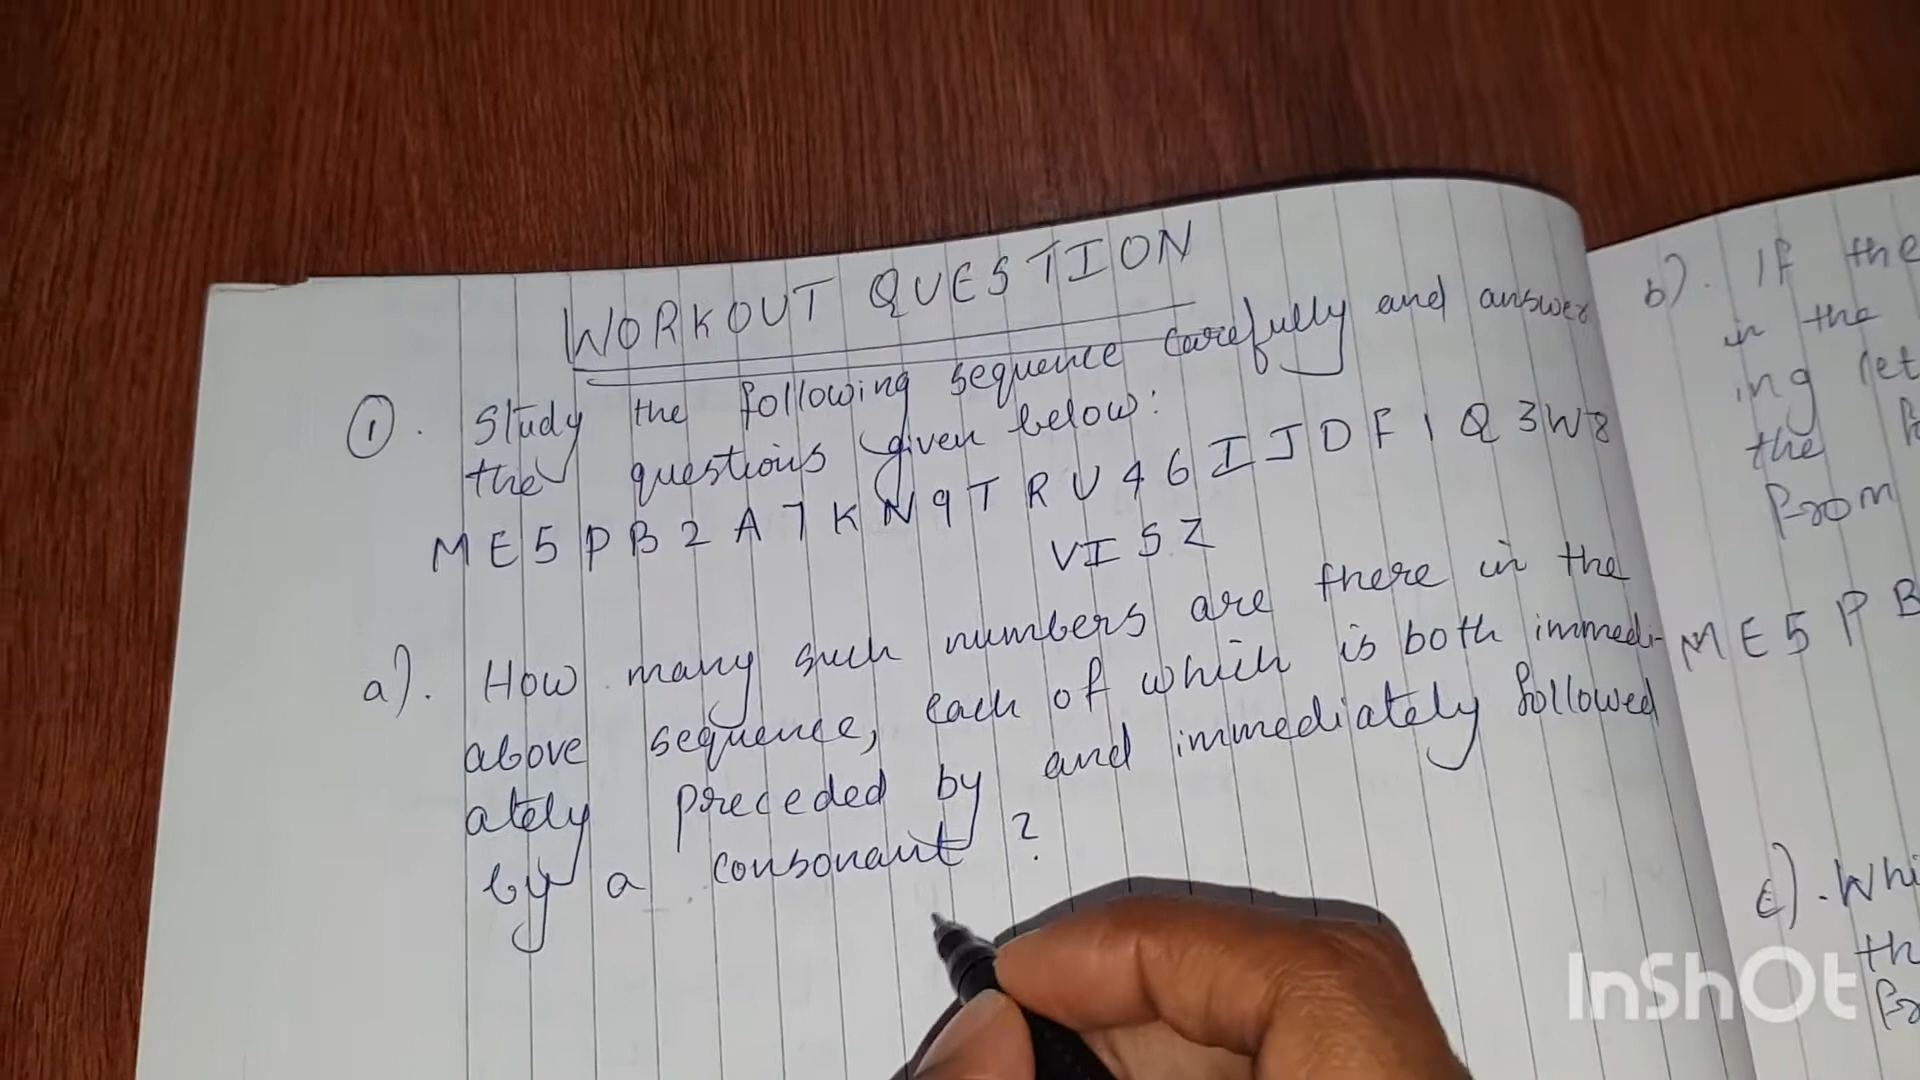 WORKOUT QUESTION
1. Study the following sequence carefully and answer
the questions given below:
M E 5 P B 2 A 7 K N 9 T R U 4 6 I J D F 1 Q 3 W 8
V I S Z
a). How many such numbers are there in the
above sequence, each of which is both immedi-
ately preceded by and immediately followed
by a consonant ?
b). If the
in the
ing let
the
From
M E 5 P B
c). Whi
th
Fr
InShOt